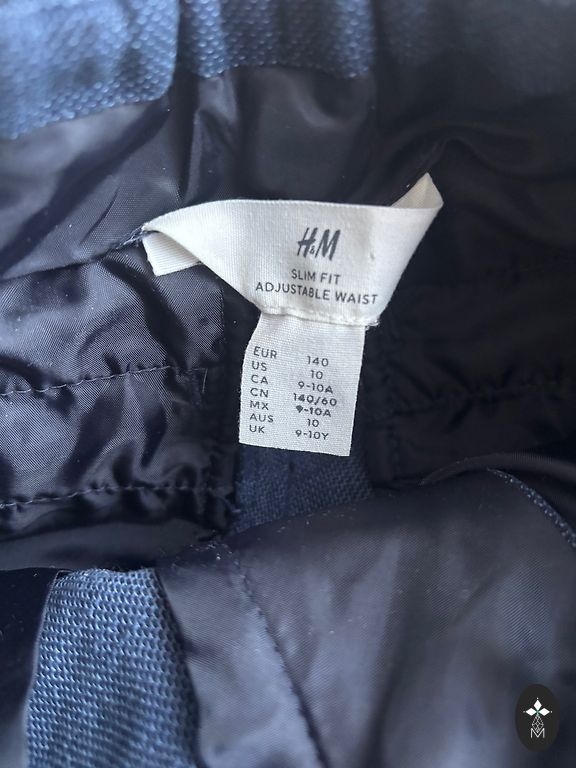 H&M
SLIM FIT
ADJUSTABLE WAIST
EUR 140
US 10
CA 9-10A
CN 140/60
MX 9-10A
AUS 10
UK 9-10Y
M